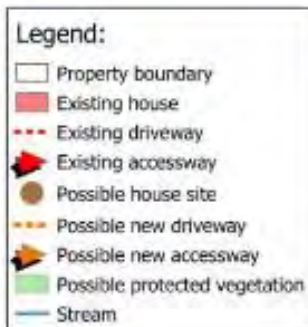 Legend:
Property boundary
Existing house
Existing driveway
Existing accessway
Possible house site
Possible new driveway
Possible new accessway
Possible protected vegetation
Stream